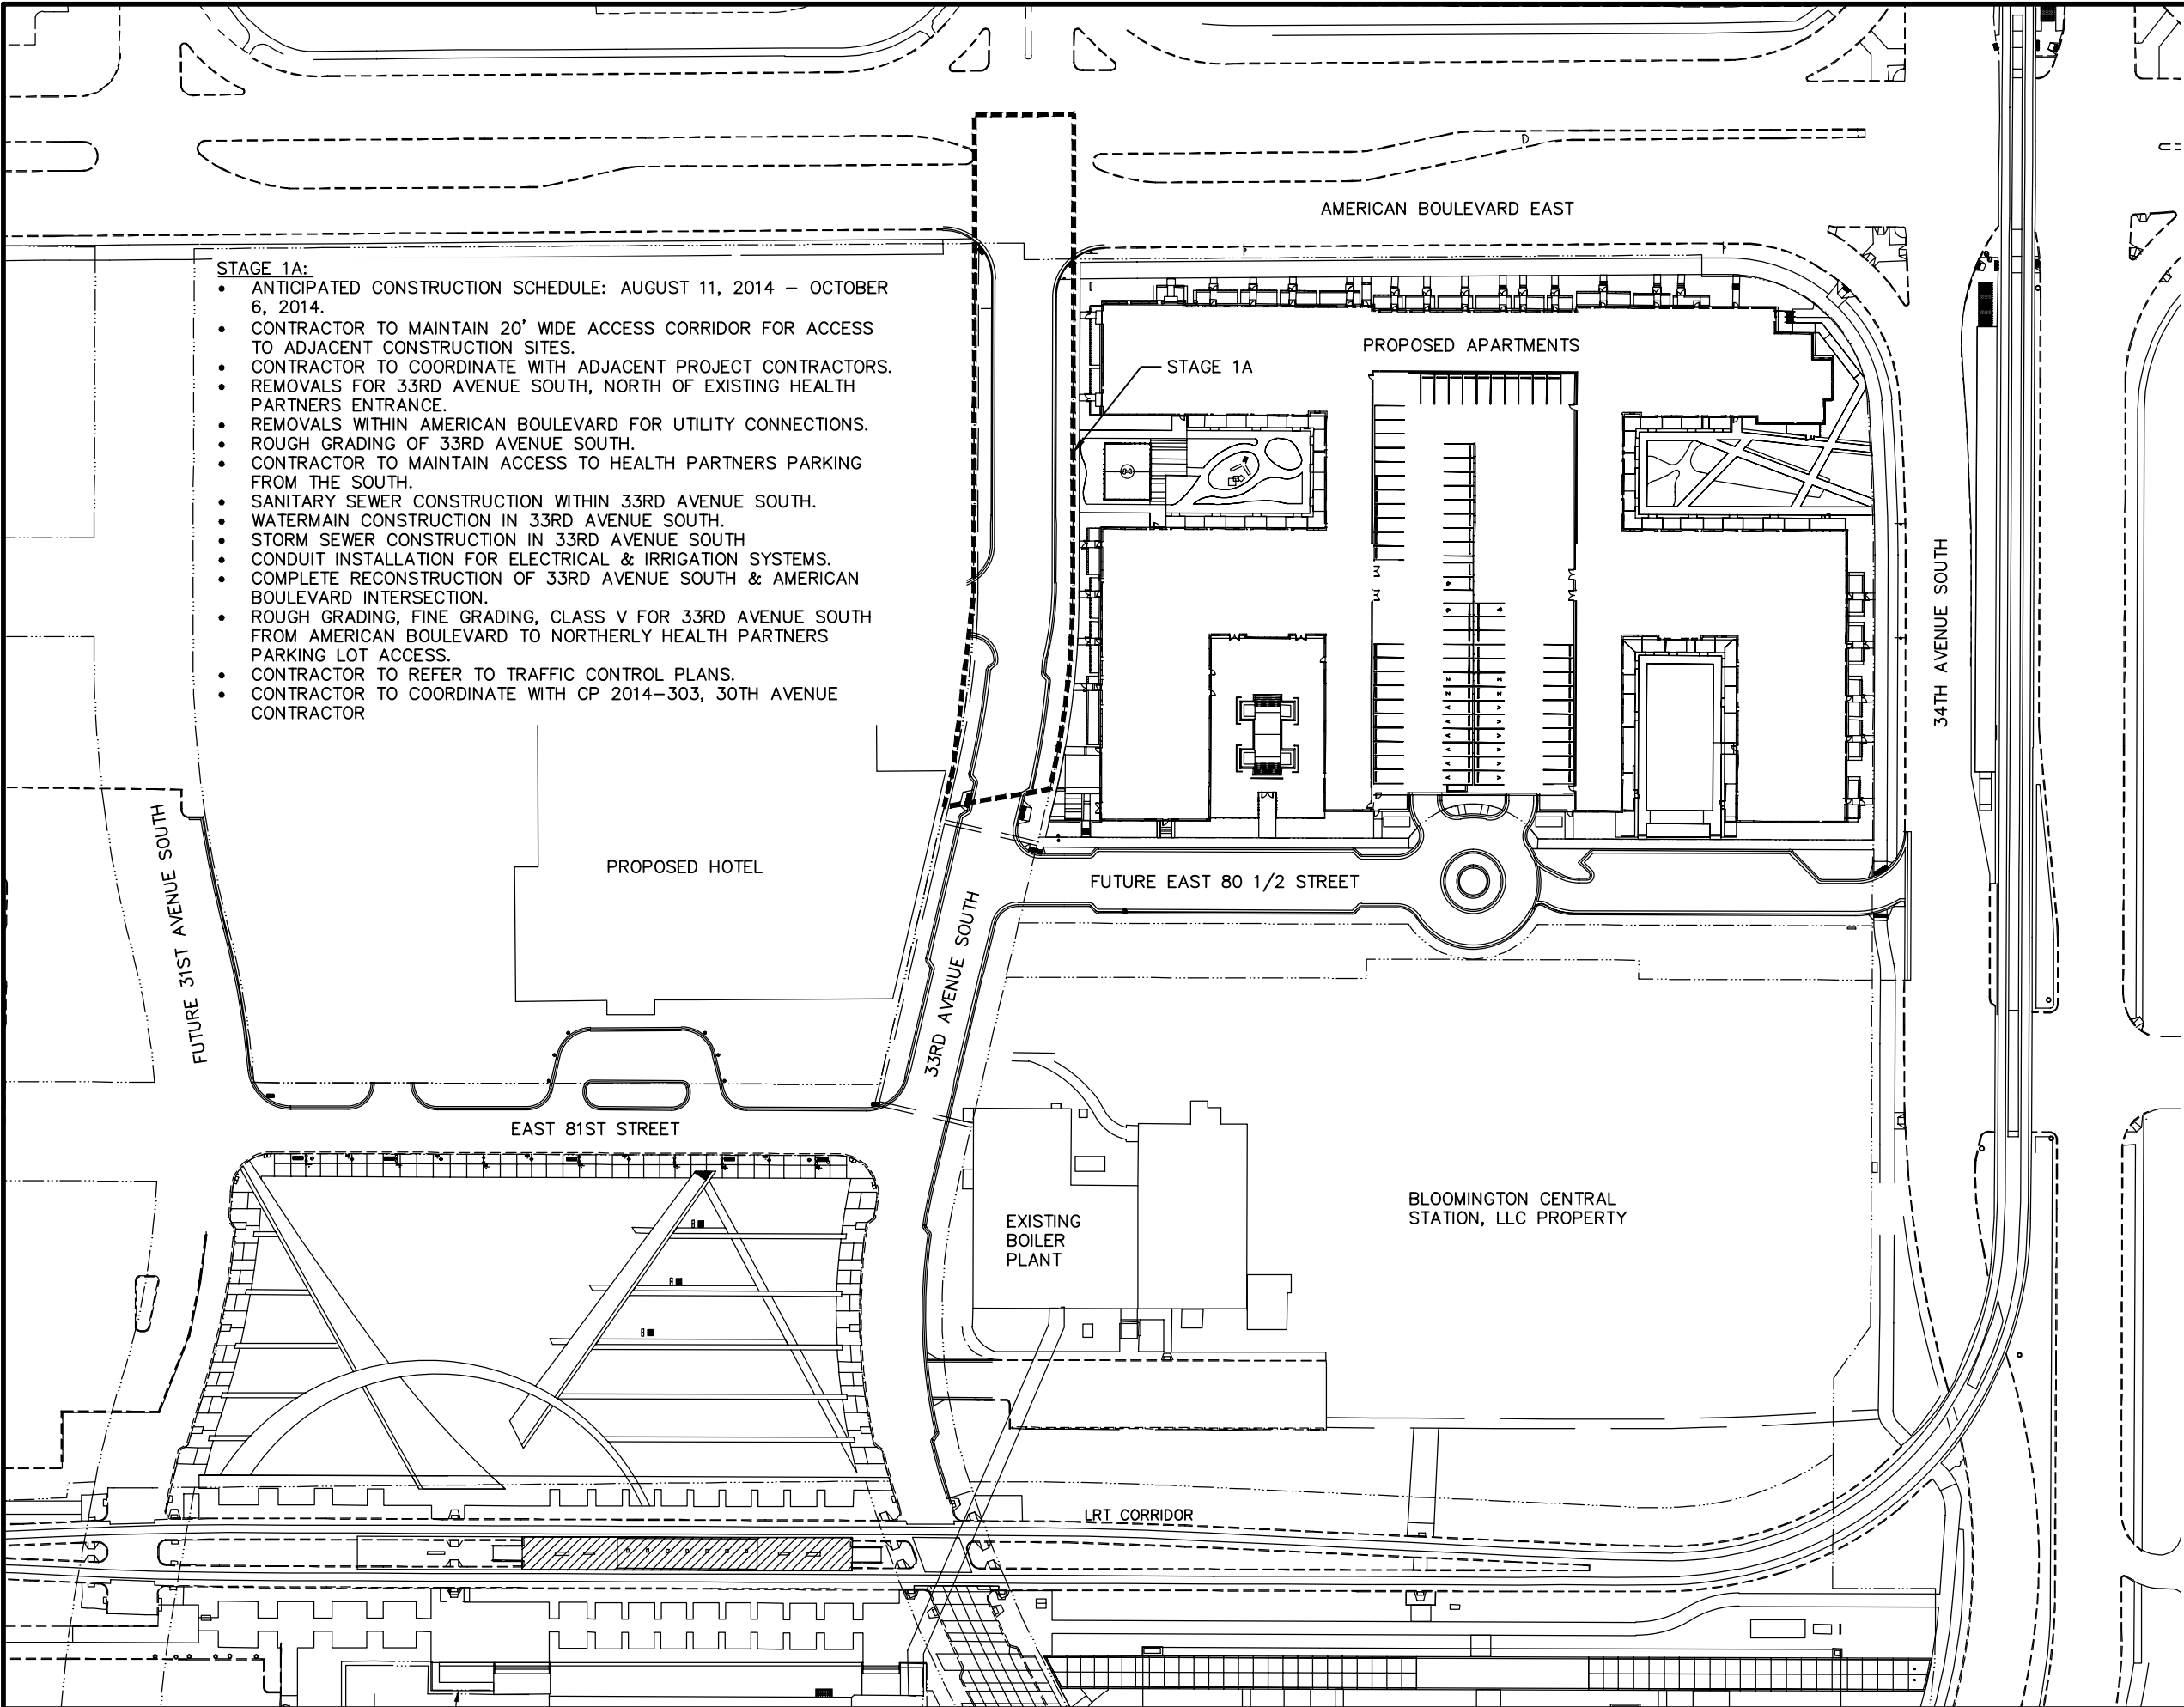 AMERICAN BOULEVARD EAST
STAGE 1A:
• ANTICIPATED CONSTRUCTION SCHEDULE: AUGUST 11, 2014 – OCTOBER
6, 2014.
• CONTRACTOR TO MAINTAIN 20' WIDE ACCESS CORRIDOR FOR ACCESS
TO ADJACENT CONSTRUCTION SITES.
• CONTRACTOR TO COORDINATE WITH ADJACENT PROJECT CONTRACTORS.
• REMOVALS FOR 33RD AVENUE SOUTH, NORTH OF EXISTING HEALTH
PARTNERS ENTRANCE.
• REMOVALS WITHIN AMERICAN BOULEVARD FOR UTILITY CONNECTIONS.
• ROUGH GRADING OF 33RD AVENUE SOUTH.
• CONTRACTOR TO MAINTAIN ACCESS TO HEALTH PARTNERS PARKING
FROM THE SOUTH.
• SANITARY SEWER CONSTRUCTION WITHIN 33RD AVENUE SOUTH.
• WATERMAIN CONSTRUCTION IN 33RD AVENUE SOUTH.
• STORM SEWER CONSTRUCTION IN 33RD AVENUE SOUTH
• CONDUIT INSTALLATION FOR ELECTRICAL & IRRIGATION SYSTEMS.
• COMPLETE RECONSTRUCTION OF 33RD AVENUE SOUTH & AMERICAN
BOULEVARD INTERSECTION.
• ROUGH GRADING, FINE GRADING, CLASS V FOR 33RD AVENUE SOUTH
FROM AMERICAN BOULEVARD TO NORTHERLY HEALTH PARTNERS
PARKING LOT ACCESS.
• CONTRACTOR TO REFER TO TRAFFIC CONTROL PLANS.
• CONTRACTOR TO COORDINATE WITH CP 2014–303, 30TH AVENUE
CONTRACTOR
STAGE 1A
PROPOSED APARTMENTS
34TH AVENUE SOUTH
FUTURE 31ST AVENUE SOUTH
PROPOSED HOTEL
33RD AVENUE SOUTH
FUTURE EAST 80 1/2 STREET
EAST 81ST STREET
EXISTING
BOILER
PLANT
BLOOMINGTON CENTRAL
STATION, LLC PROPERTY
LRT CORRIDOR